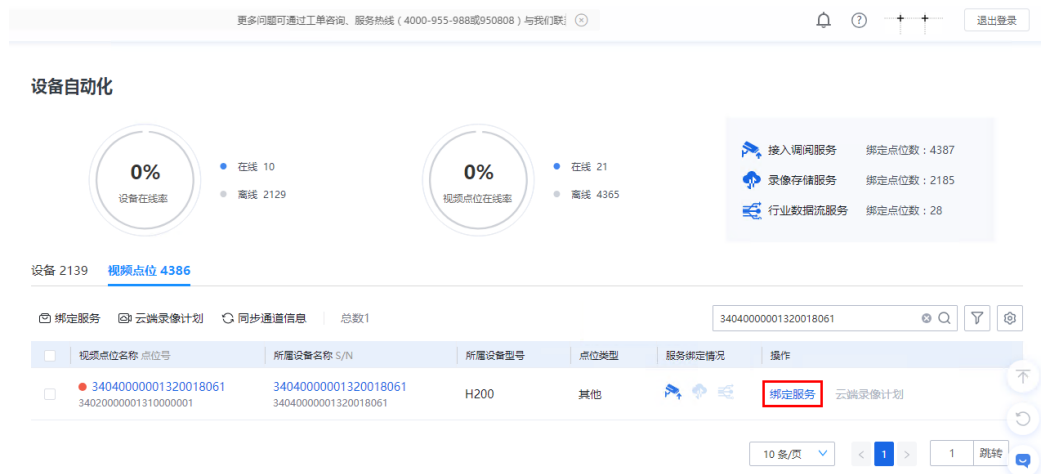 更多问题可通过工单咨询、服务热线（4000-955-988或950808）与我们联
退出登录
设备自动化
0%
设备在线率
在线 10
离线 2129
0%
视频点位在线率
在线 21
离线 4365
接入调阅服务 绑定点位数：4387
录像存储服务 绑定点位数：2185
行业数据流服务 绑定点位数：28
设备 2139 视频点位 4386
绑定服务 云端录像计划 同步通道信息 总数1
34040000001320018061
视频点位名称 点位号 所属设备名称 S/N 所属设备型号 点位类型 服务绑定情况 操作
34040000001320018061 34040000001320018061 H200 其他 绑定服务 云端录像计划
34020000001310000001 34040000001320018061
10 条/页 < 1 > 1 跳转